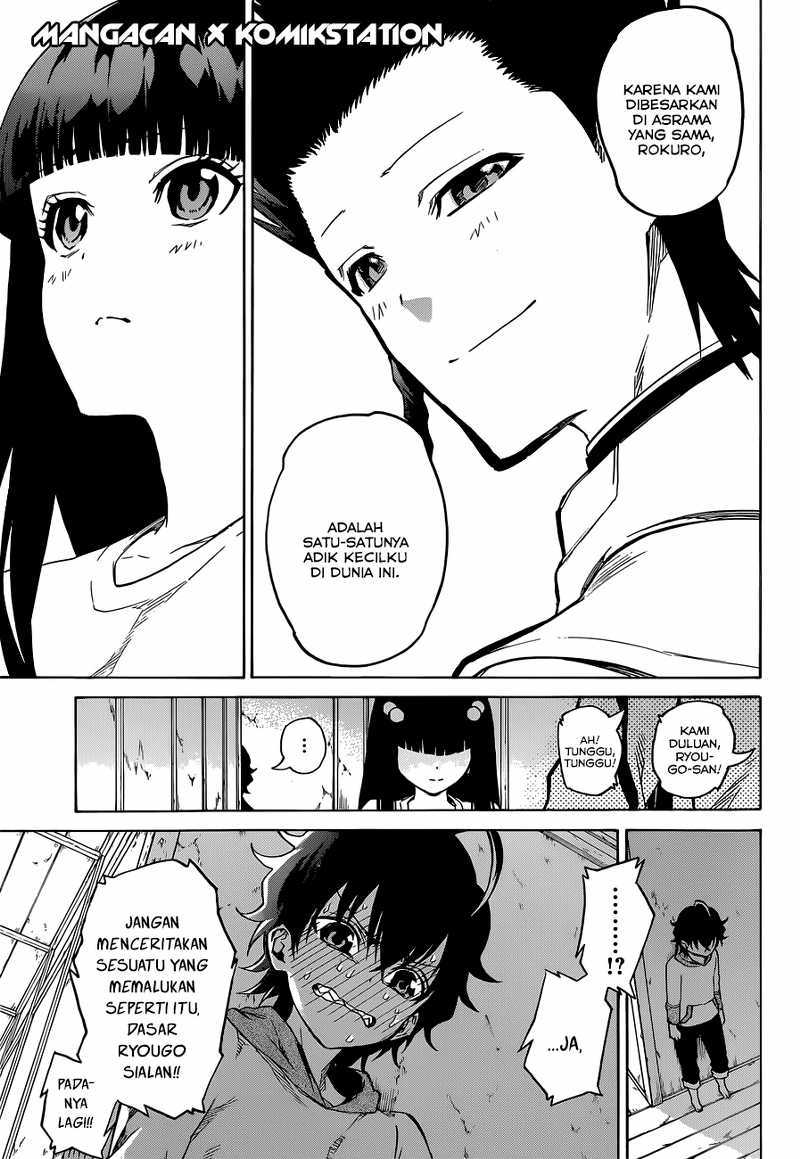 MANGACAN X KOMIKSTATION
KARENA KAMI
DIBESARKAN
DI ASRAMA
YANG SAMA,
ROKURO,
ADALAH
SATU-SATUNYA
ADIK KECILKU
DI DUNIA INI.
KAMI
DULUAN,
RYOU-
GO-SAN!
AH!
TUNGGU,
TUNGGU!
...
.........!?
...JA,
JANGAN
MENCERITAKAN
SESUATU YANG
MEMALUKAN
SEPERTI ITU,
DASAR
RYOUGO
SIALAN!!
PADA-
NYA
LAGI!!!